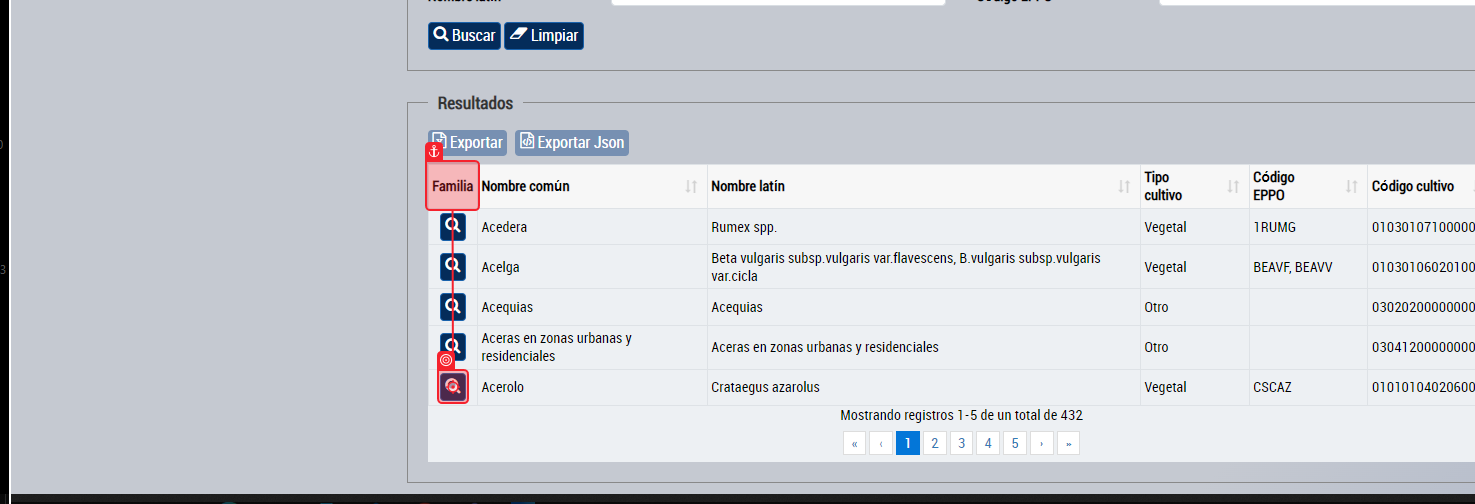 Buscar Limpiar
Resultados
Exportar Exportar Json
Familia Nombre común Nombre latín Tipo cultivo Código EPPO Código cultivo
Acedera Rumex spp. Vegetal 1RUMG 01030107100000
Acelga Beta vulgaris subsp.vulgaris var.flavescens, B.vulgaris subsp.vulgaris var.cicla Vegetal BEAVF, BEAVV 01030106020100
Acequias Acequias Otro 03020200000000
Aceras en zonas urbanas y residenciales Aceras en zonas urbanas y residenciales Otro 03041200000000
Acerolo Crataegus azarolus Vegetal CSCAZ 01010104020600
Mostrando registros 1-5 de un total de 432
« ‹ 1 2 3 4 5 › »